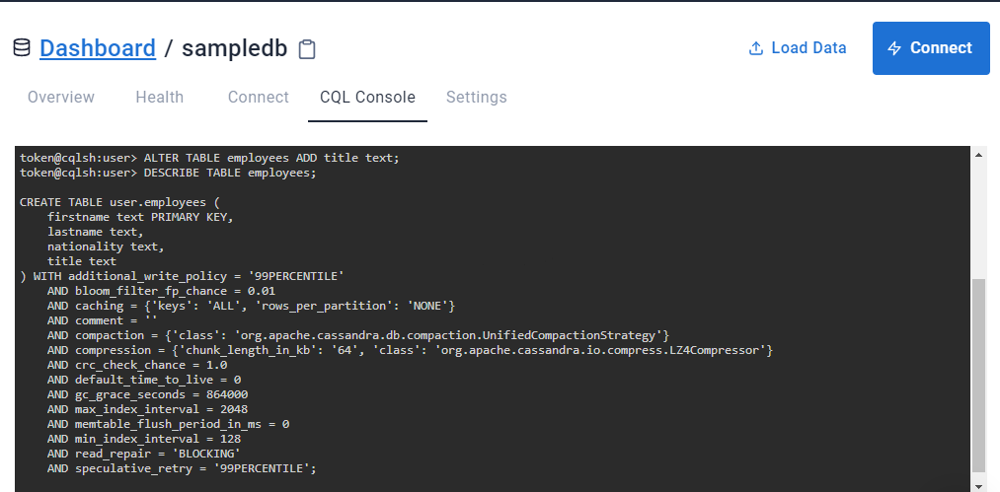 Dashboard / sampledb
Load Data
Connect
Overview
Health
Connect
CQL Console
Settings
token@cqlsh:user> ALTER TABLE employees ADD title text;
token@cqlsh:user> DESCRIBE TABLE employees;
CREATE TABLE user.employees (
    firstname text PRIMARY KEY,
    lastname text,
    nationality text,
    title text
) WITH additional_write_policy = '99PERCENTILE'
    AND bloom_filter_fp_chance = 0.01
    AND caching = {'keys': 'ALL', 'rows_per_partition': 'NONE'}
    AND comment = ''
    AND compaction = {'class': 'org.apache.cassandra.db.compaction.UnifiedCompactionStrategy'}
    AND compression = {'chunk_length_in_kb': '64', 'class': 'org.apache.cassandra.io.compress.LZ4Compressor'}
    AND crc_check_chance = 1.0
    AND default_time_to_live = 0
    AND gc_grace_seconds = 864000
    AND max_index_interval = 2048
    AND memtable_flush_period_in_ms = 0
    AND min_index_interval = 128
    AND read_repair = 'BLOCKING'
    AND speculative_retry = '99PERCENTILE';